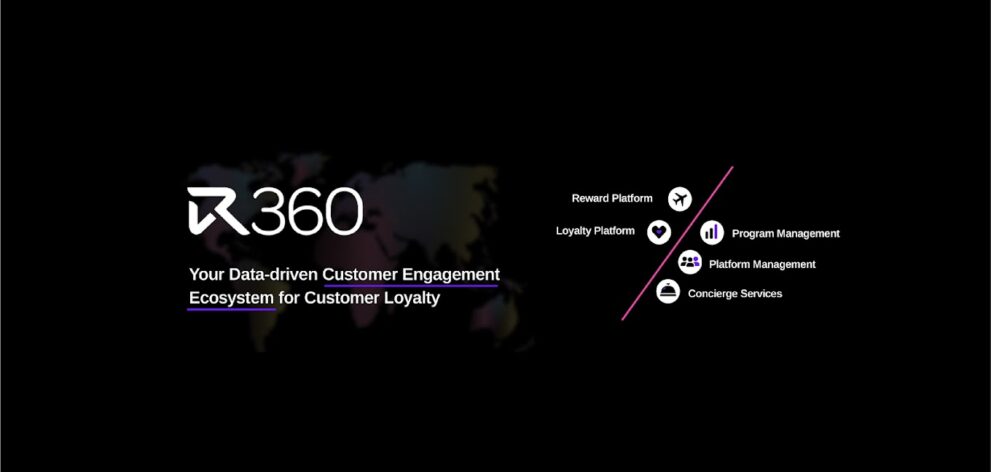 R360
Your Data-driven Customer Engagement
Ecosystem for Customer Loyalty
Reward Platform
Loyalty Platform
Program Management
Platform Management
Concierge Services